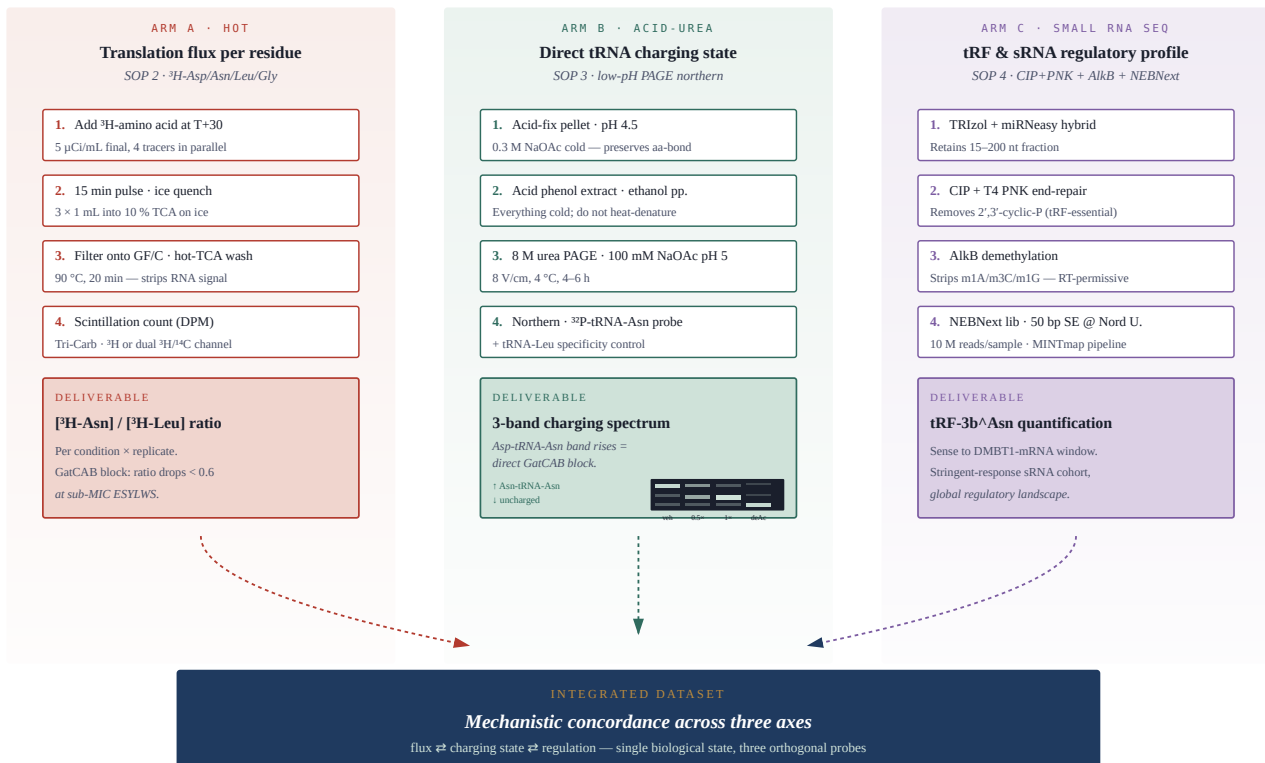 ARM A · HOT
Translation flux per residue
SOP 2 · ³H-Asp/Asn/Leu/Gly
1. Add ³H-amino acid at T+30
5 µCi/mL final, 4 tracers in parallel
2. 15 min pulse · ice quench
3 × 1 mL into 10 % TCA on ice
3. Filter onto GF/C · hot-TCA wash
90 °C, 20 min — strips RNA signal
4. Scintillation count (DPM)
Tri-Carb · ³H or dual ³H/¹⁴C channel
DELIVERABLE
[³H-Asn] / [³H-Leu] ratio
Per condition × replicate.
GatCAB block: ratio drops < 0.6
at sub-MIC ESYLWS.
ARM B · ACID-UREA
Direct tRNA charging state
SOP 3 · low-pH PAGE northern
1. Acid-fix pellet · pH 4.5
0.3 M NaOAc cold — preserves aa-bond
2. Acid phenol extract · ethanol pp.
Everything cold; do not heat-denature
3. 8 M urea PAGE · 100 mM NaOAc pH 5
8 V/cm, 4 °C, 4–6 h
4. Northern · ³²P-tRNA-Asn probe
+ tRNA-Leu specificity control
DELIVERABLE
3-band charging spectrum
Asp-tRNA-Asn band rises =
direct GatCAB block.
↑ Asn-tRNA-Asn
↓ uncharged
veh 0.5× 1× deAc
ARM C · SMALL RNA SEQ
tRF & sRNA regulatory profile
SOP 4 · CIP+PNK + AlkB + NEBNext
1. TRIzol + miRNeasy hybrid
Retains 15–200 nt fraction
2. CIP + T4 PNK end-repair
Removes 2′,3′-cyclic-P (tRF-essential)
3. AlkB demethylation
Strips m1A/m3C/m1G — RT-permissive
4. NEBNext lib · 50 bp SE @ Nord U.
10 M reads/sample · MINTmap pipeline
DELIVERABLE
tRF-3b^Asn quantification
Sense to DMBT1-mRNA window.
Stringent-response sRNA cohort,
global regulatory landscape.
INTEGRATED DATASET
Mechanistic concordance across three axes
flux ⇄ charging state ⇄ regulation — single biological state, three orthogonal probes